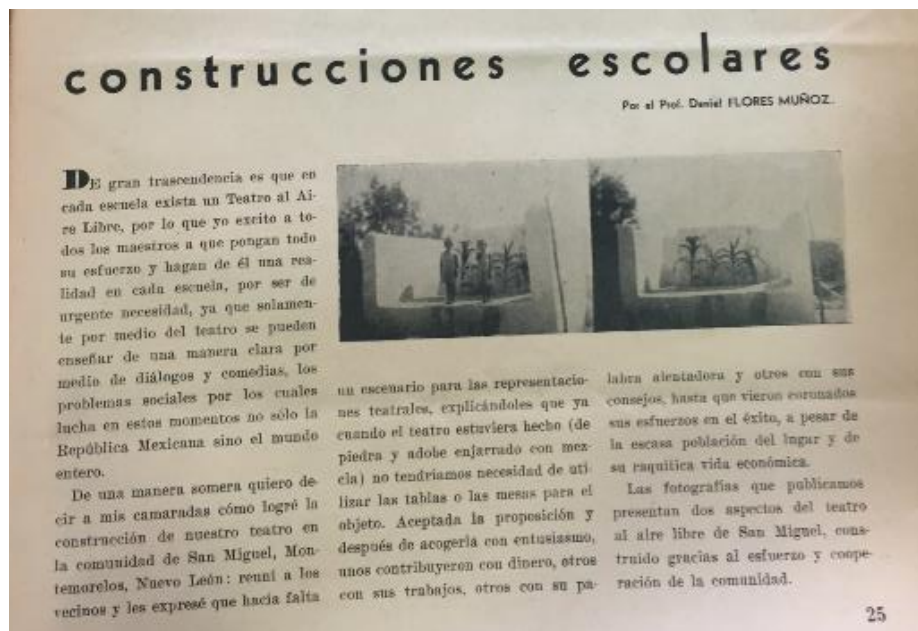 construcciones escolares
Por el Prof. Daniel FLORES MUÑOZ.
DE gran trascendencia es que en
cada escuela exista un Teatro al Ai-
re Libre, por lo que yo excito a to-
dos los maestros a que pongan todo
su esfuerzo y hagan de él una rea-
lidad en cada escuela, por ser de
urgente necesidad, ya que solamen-
te por medio del teatro se pueden
enseñar de una manera clara por
medio de diálogos y comedias, los
problemas sociales por los cuales
lucha en estos momentos no sólo la
República Mexicana sino el mundo
entero.
De una manera somera quiero de-
cir a mis camaradas cómo logré la
construcción de nuestro teatro en
la comunidad de San Miguel, Mon-
temorelos, Nuevo León: reuní a los
vecinos y les expresé que hacía falta
un escenario para las representacio-
nes teatrales, explicándoles que ya
cuando el teatro estuviera hecho (de
piedra y adobe enjarrado con mez-
cla) no tendríamos necesidad de uti-
lizar las tablas o las mesas para el
objeto. Aceptada la proposición y
después de acogerla con entusiasmo,
unos contribuyeron con dinero, otros
con sus trabajos, otros con su pa-
labra alentadora y otros con sus
consejos, hasta que vieron coronados
sus esfuerzos en el éxito, a pesar de
la escasa población del lugar y de
su raquítica vida económica.
Las fotografías que publicamos
presentan dos aspectos del teatro
al aire libre de San Miguel, cons-
truido gracias al esfuerzo y coope-
ración de la comunidad.
25